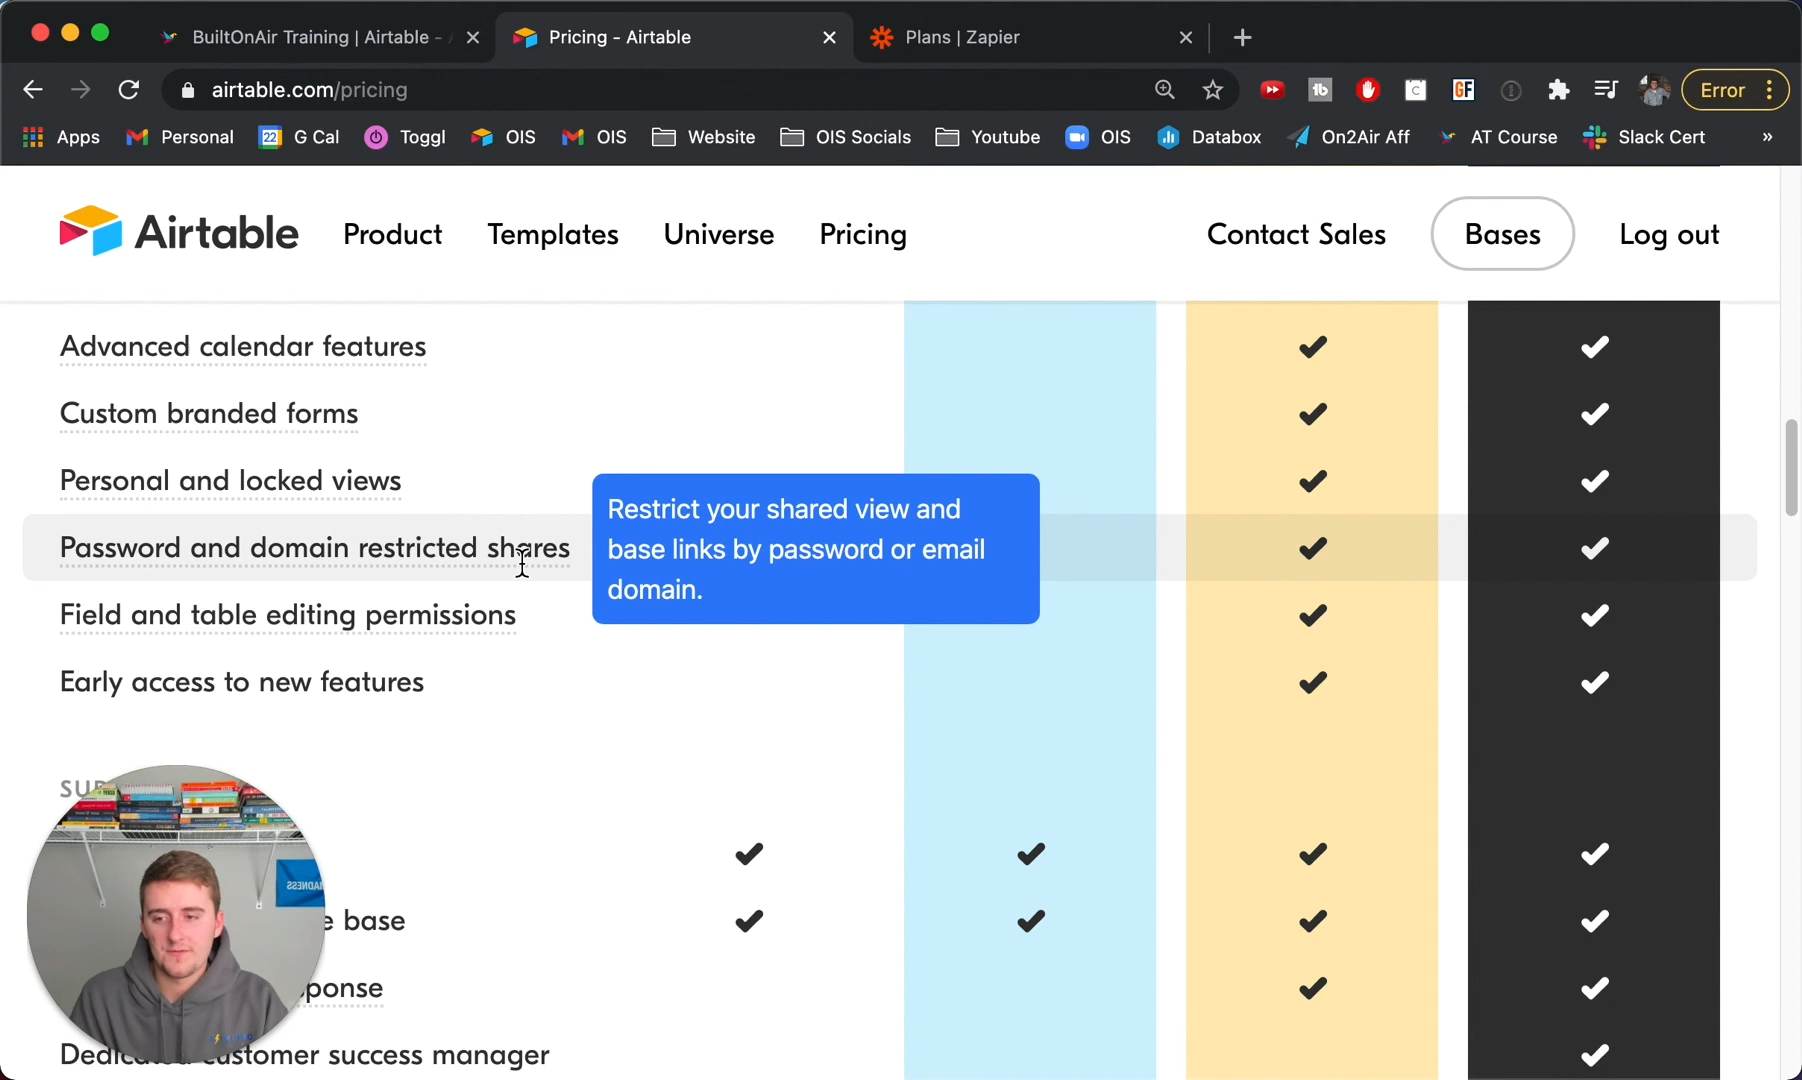 BuiltOnAir Training | Airtable -
Pricing - Airtable
Plans | Zapier
airtable.com/pricing
Error
Apps
Personal
22
G Cal
Toggl
OIS
OIS
Website
OIS Socials
Youtube
OIS
Databox
On2Air Aff
AT Course
Slack Cert
»
Airtable
Product
Templates
Universe
Pricing
Contact Sales
Bases
Log out
Advanced calendar features
Custom branded forms
Personal and locked views
Password and domain restricted shares
Restrict your shared view and
base links by password or email
domain.
Field and table editing permissions
Early access to new features
e base
ponse
customer success manager